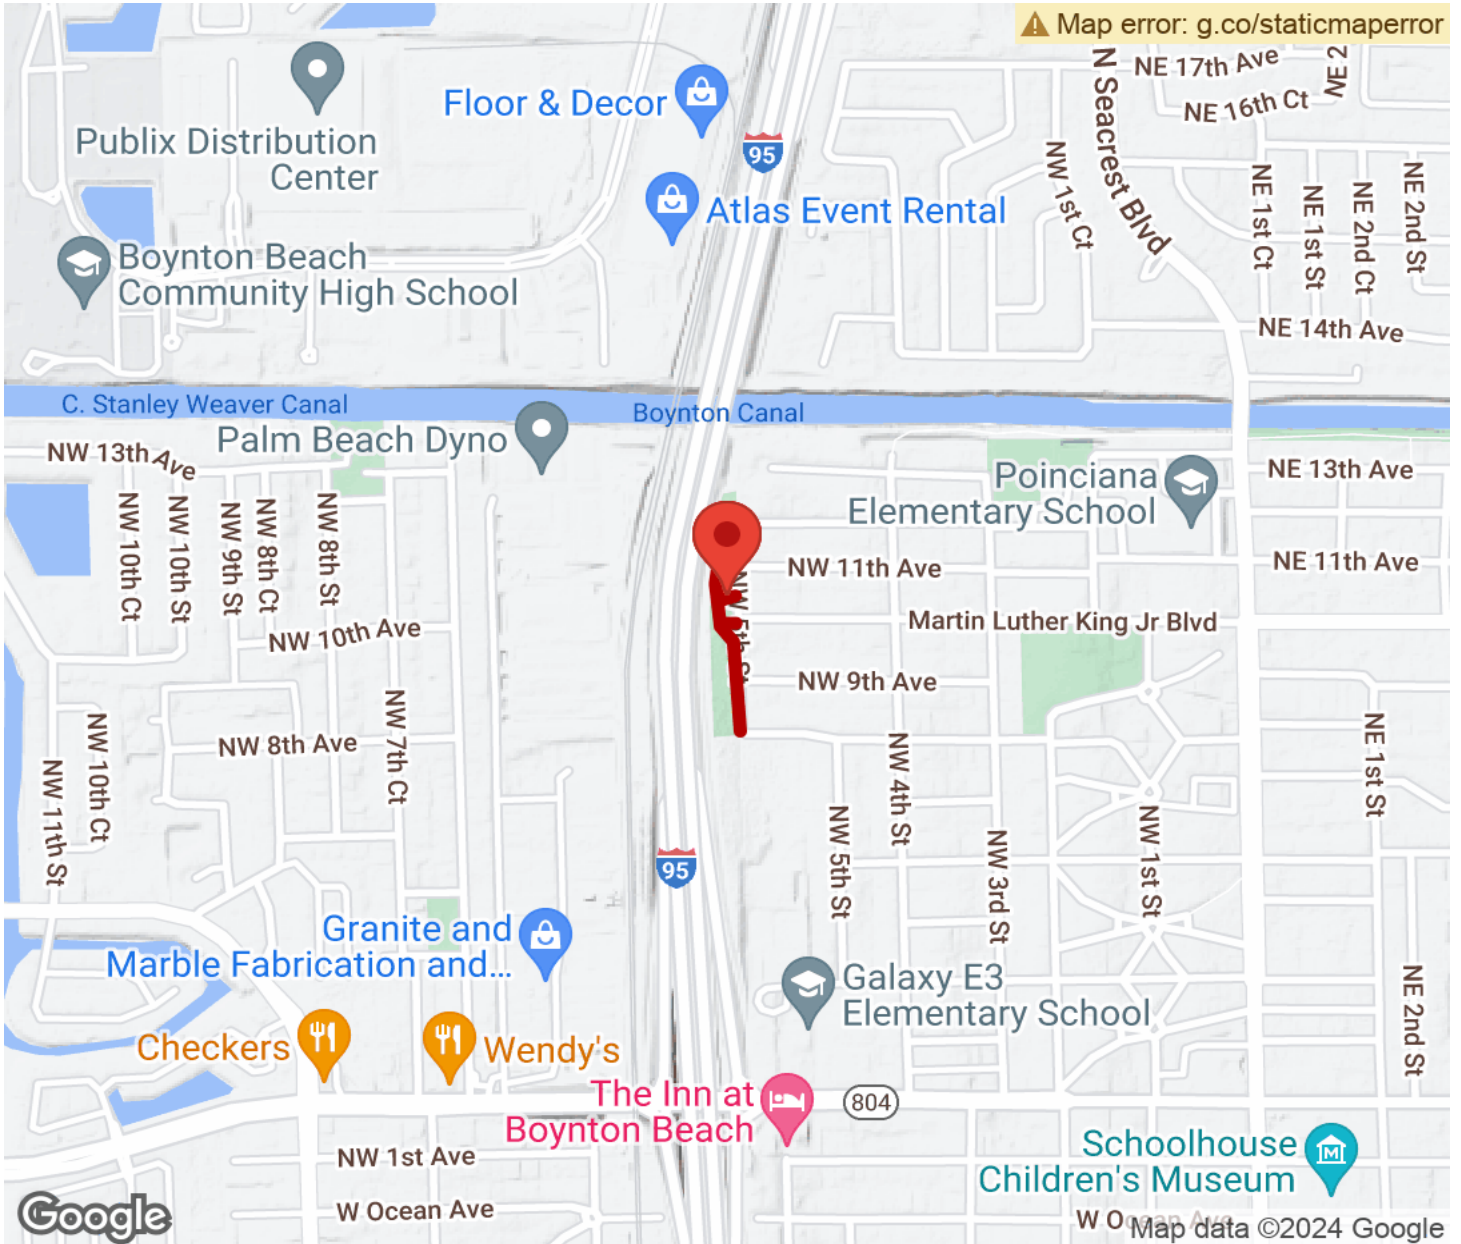 Map error: g.co/staticmaperror
NE 17th Ave
NE 2
NE 16th Ct
N Seacrest Blvd
Floor & Decor
95
Publix Distribution
Center
NW 1st Ct
NE 1st Ct
NE 1st St
NE 2nd Ct
NE 2nd St
Atlas Event Rental
Boynton Beach
Community High School
NE 14th Ave
C. Stanley Weaver Canal
Boynton Canal
Palm Beach Dyno
NW 13th Ave
Poinciana
Elementary School
NE 13th Ave
NW 10th Ct
NW 10th St
NW 9th St
NW 8th Ct
NW 8th St
NW 11th Ave
NE 11th Ave
NW 5th St
Martin Luther King Jr Blvd
NW 10th Ave
NW 9th Ave
NW 10th Ct
NW 8th Ave
NW 7th Ct
NW 11th St
NW 4th St
NW 5th St
NW 3rd St
NW 1st St
NE 1st St
95
Granite and
Marble Fabrication and...
Galaxy E3
Elementary School
NE 2nd St
Checkers
Wendy's
The Inn at
Boynton Beach
804
Schoolhouse
Children's Museum
NW 1st Ave
W Ocean Ave
W Ocean Ave
Google
Map data ©2024 Google